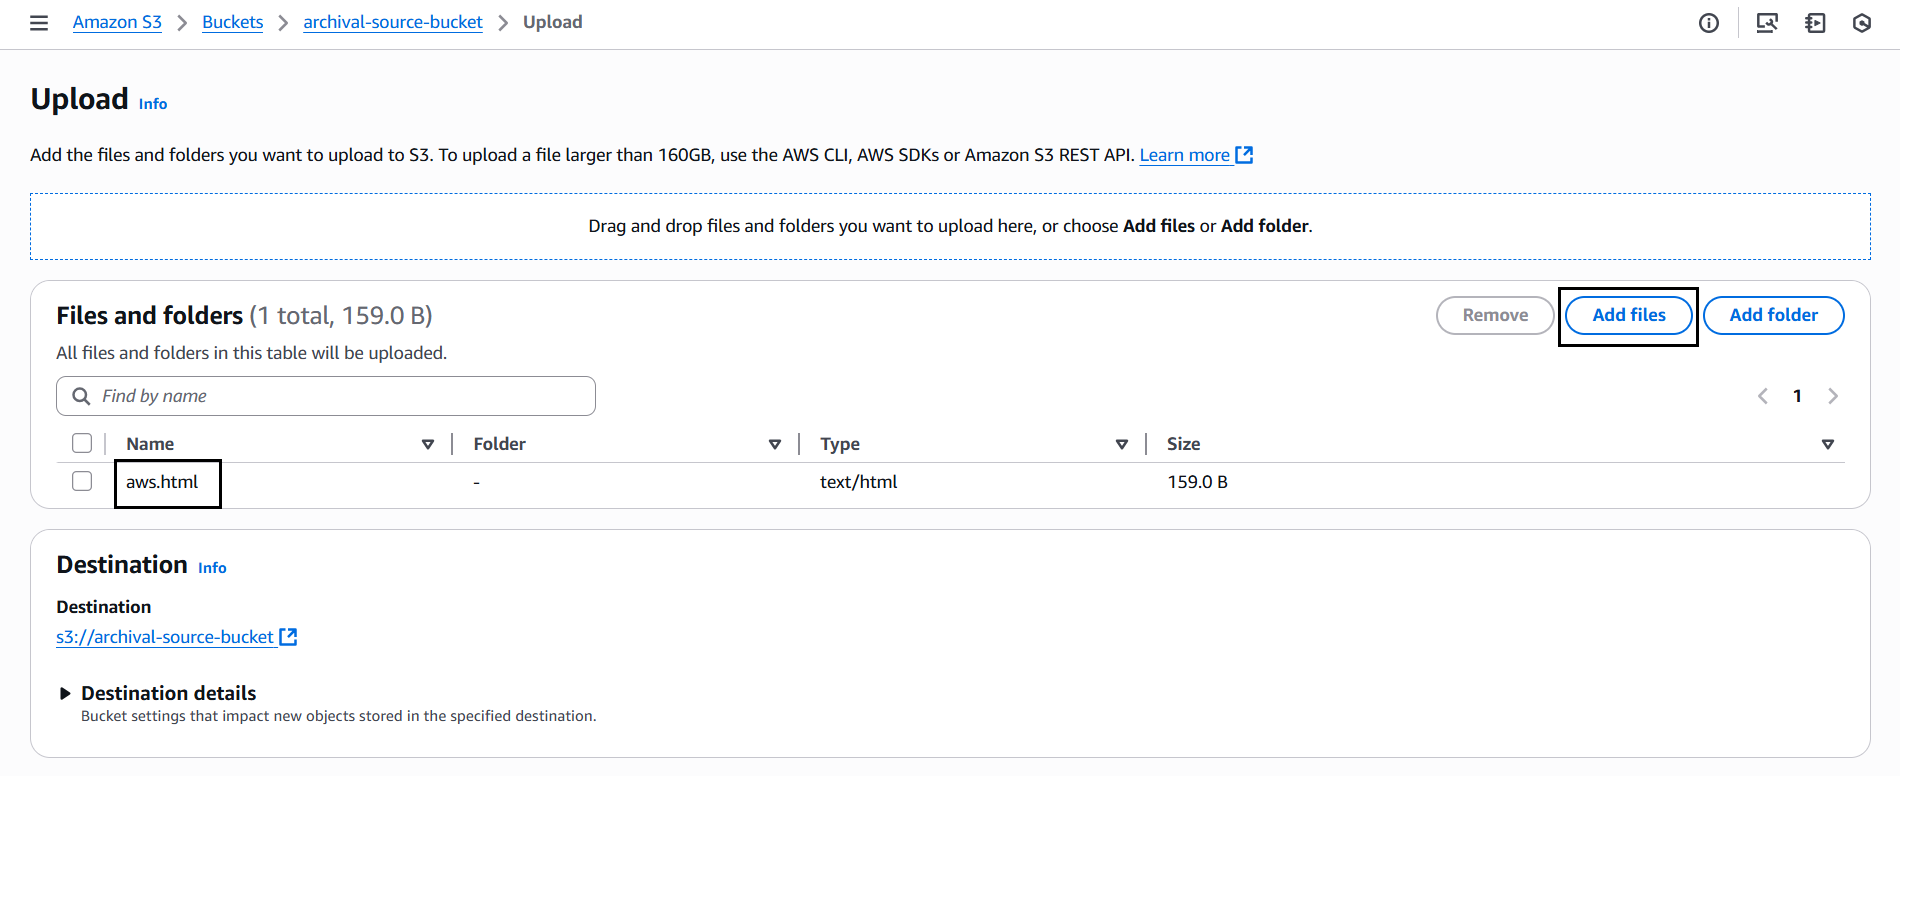 Amazon S3 Buckets archival-source-bucket Upload
Upload Info
Add the files and folders you want to upload to S3. To upload a file larger than 160GB, use the AWS CLI, AWS SDKs or Amazon S3 REST API. Learn more
Drag and drop files and folders you want to upload here, or choose Add files or Add folder.
Files and folders (1 total, 159.0 B)
Remove Add files Add folder
All files and folders in this table will be uploaded.
Find by name
1
Name Folder Type Size
aws.html - text/html 159.0 B
Destination Info
Destination
s3://archival-source-bucket
Destination details
Bucket settings that impact new objects stored in the specified destination.